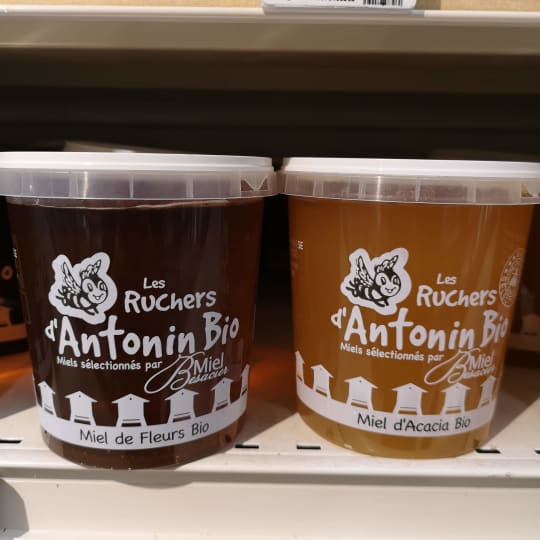 Les
Ruchers
d'Antonin Bio
Miels sélectionnés par
Miel
Besacier
Miel de Fleurs Bio
Les
Ruchers
d'Antonin Bio
Miels sélectionnés par
Miel
Besacier
Miel d'Acacia Bio